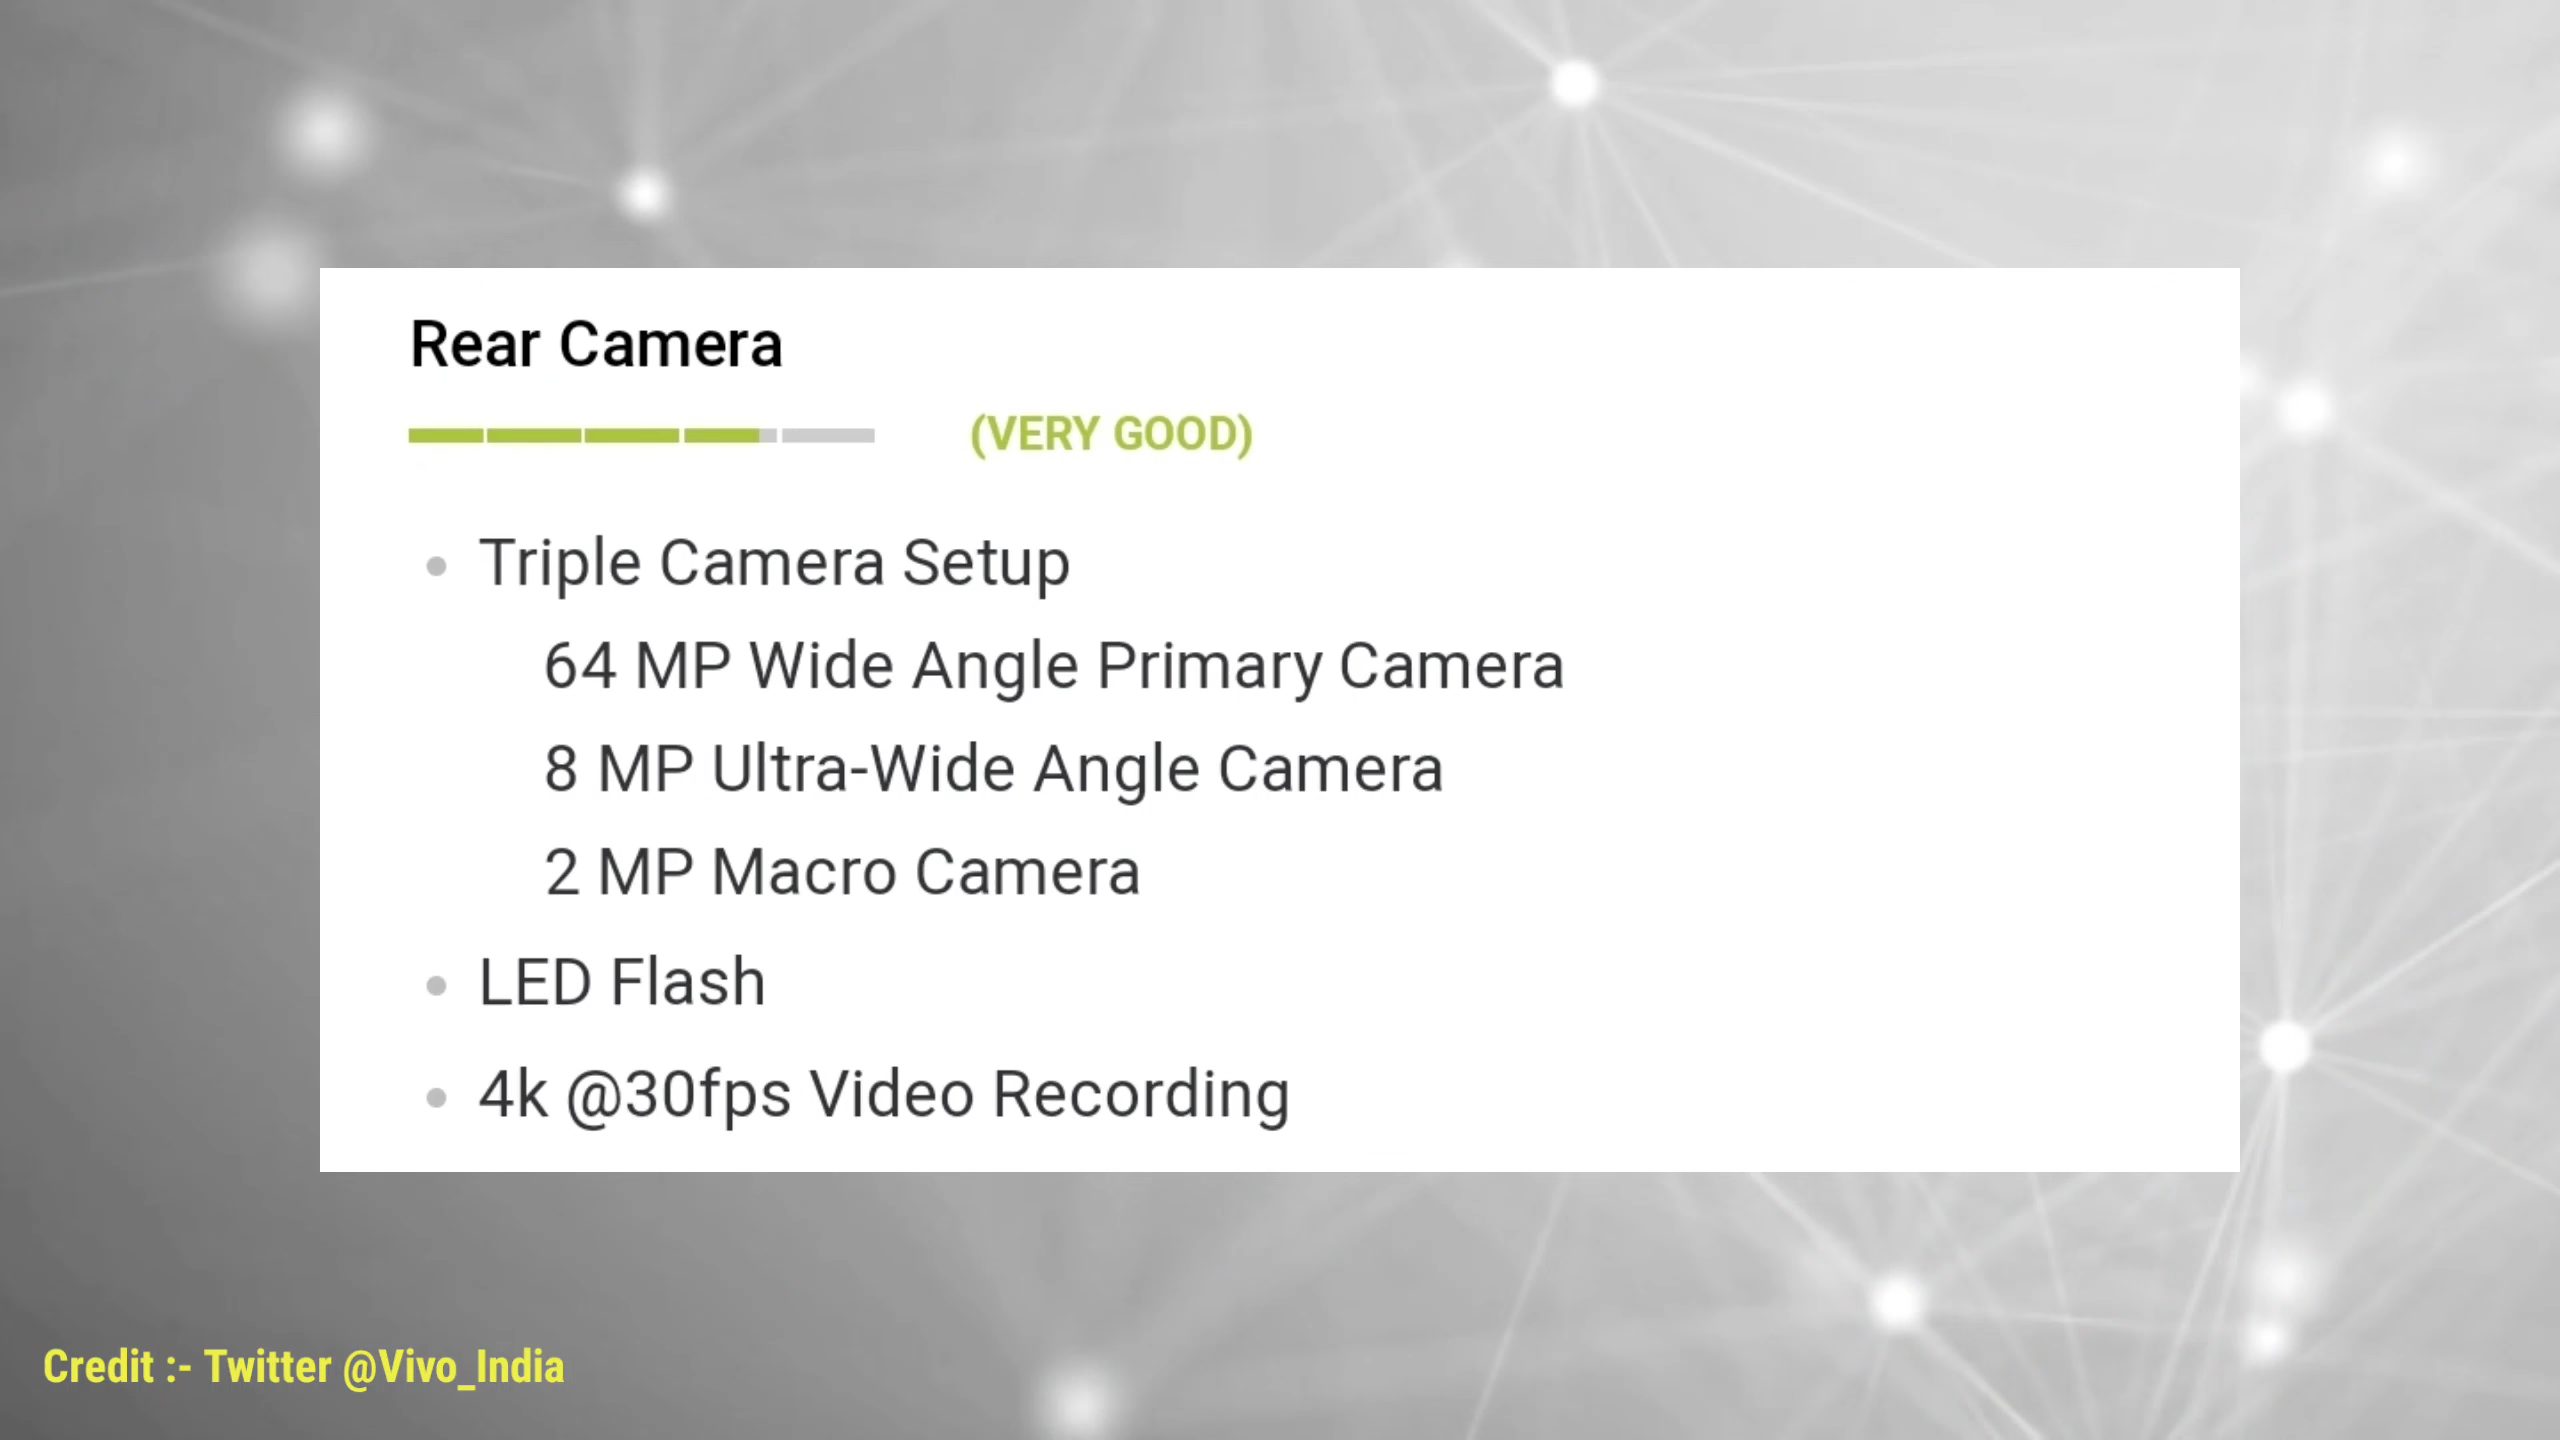 Rear Camera
(VERY GOOD)
Triple Camera Setup
64 MP Wide Angle Primary Camera
8 MP Ultra-Wide Angle Camera
2 MP Macro Camera
LED Flash
4k @30fps Video Recording
Credit :- Twitter @Vivo_India